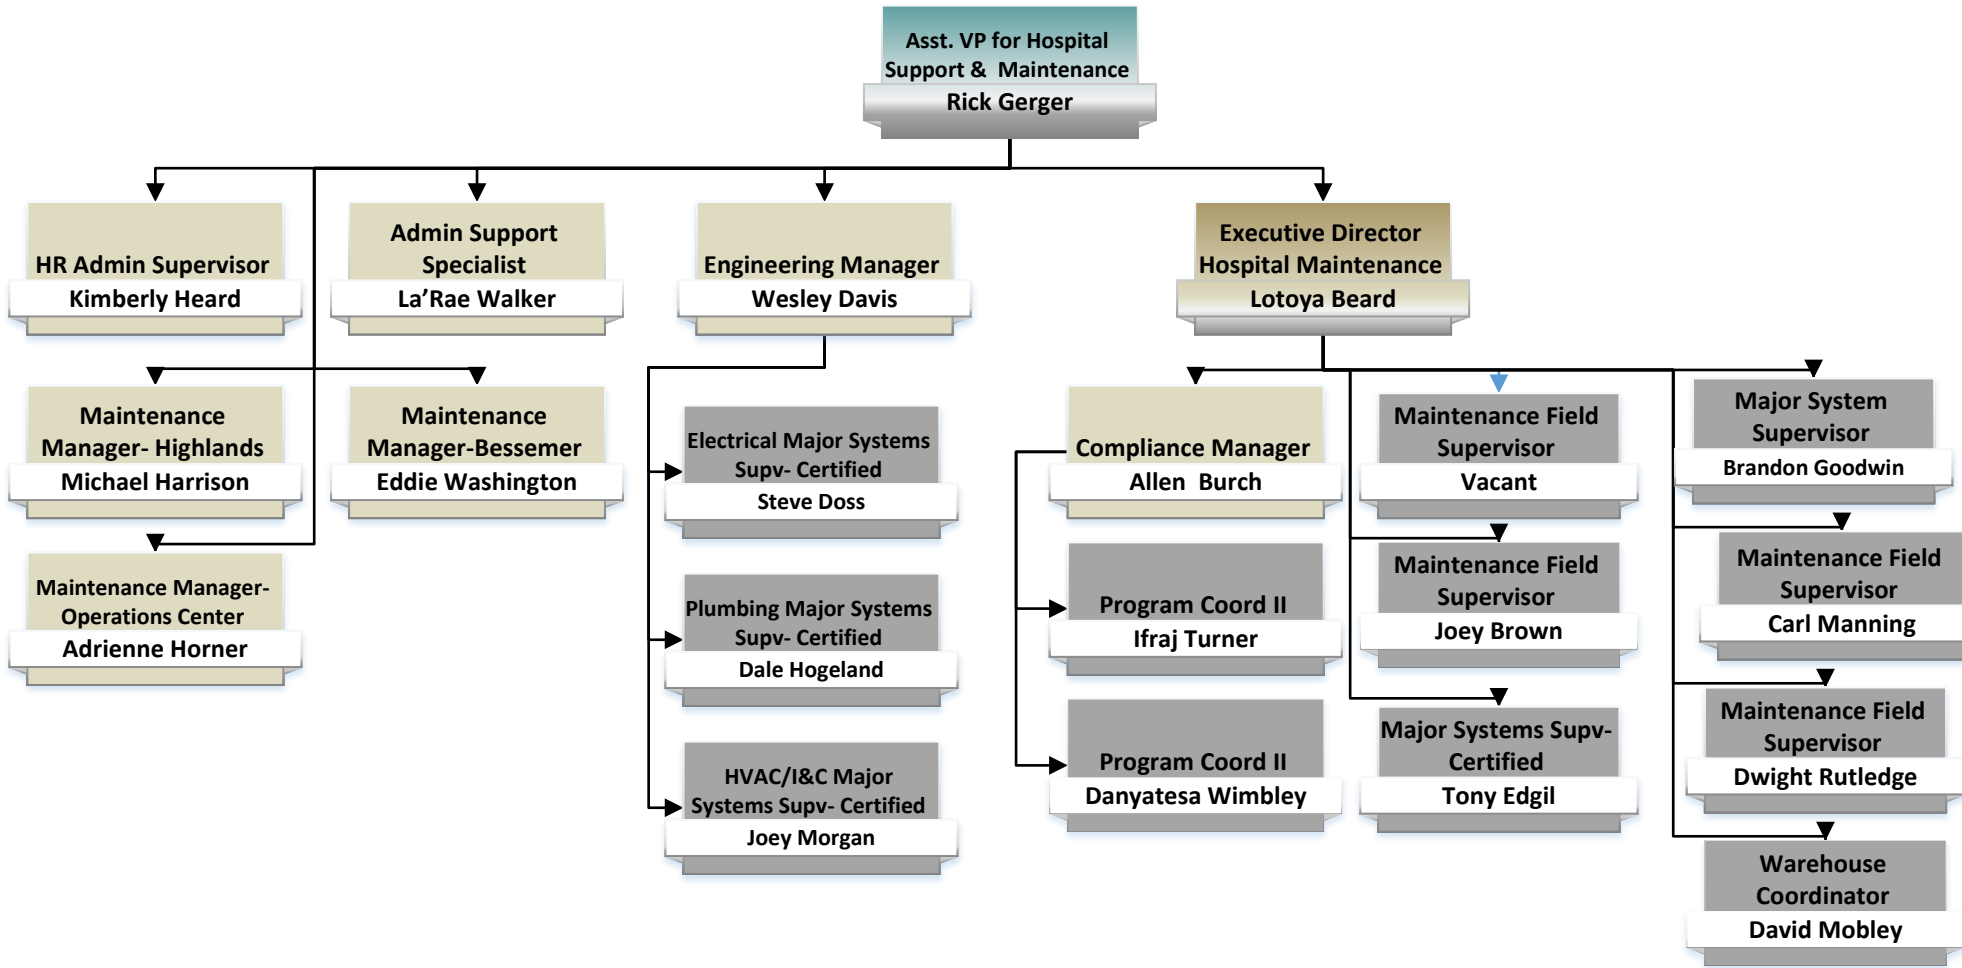 Asst. VP for Hospital
Support & Maintenance
Rick Gerger
HR Admin Supervisor
Kimberly Heard
Admin Support
Specialist
La’Rae Walker
Engineering Manager
Wesley Davis
Executive Director
Hospital Maintenance
Lotoya Beard
Maintenance
Manager- Highlands
Michael Harrison
Maintenance
Manager-Bessemer
Eddie Washington
Maintenance Manager-
Operations Center
Adrienne Horner
Electrical Major Systems
Supv- Certified
Steve Doss
Plumbing Major Systems
Supv- Certified
Dale Hogeland
HVAC/I&C Major
Systems Supv- Certified
Joey Morgan
Compliance Manager
Allen Burch
Program Coord II
Ifraj Turner
Program Coord II
Danyatesa Wimbley
Maintenance Field
Supervisor
Vacant
Maintenance Field
Supervisor
Joey Brown
Major Systems Supv-
Certified
Tony Edgil
Major System
Supervisor
Brandon Goodwin
Maintenance Field
Supervisor
Carl Manning
Maintenance Field
Supervisor
Dwight Rutledge
Warehouse
Coordinator
David Mobley